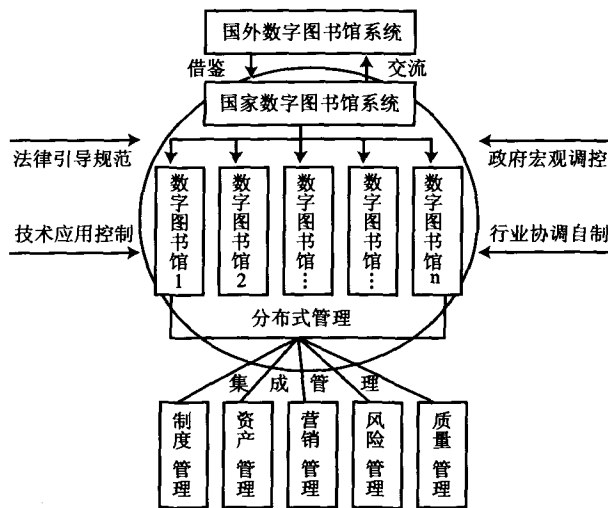 国外数字图书馆系统
借鉴
交流
国家数字图书馆系统
法律引导规范
政府宏观调控
技术应用控制
行业协调自制
数字图书馆1
数字图书馆2
数字图书馆…
数字图书馆…
数字图书馆n
分布式管理
集成管理
制度管理
资产管理
营销管理
风险管理
质量管理